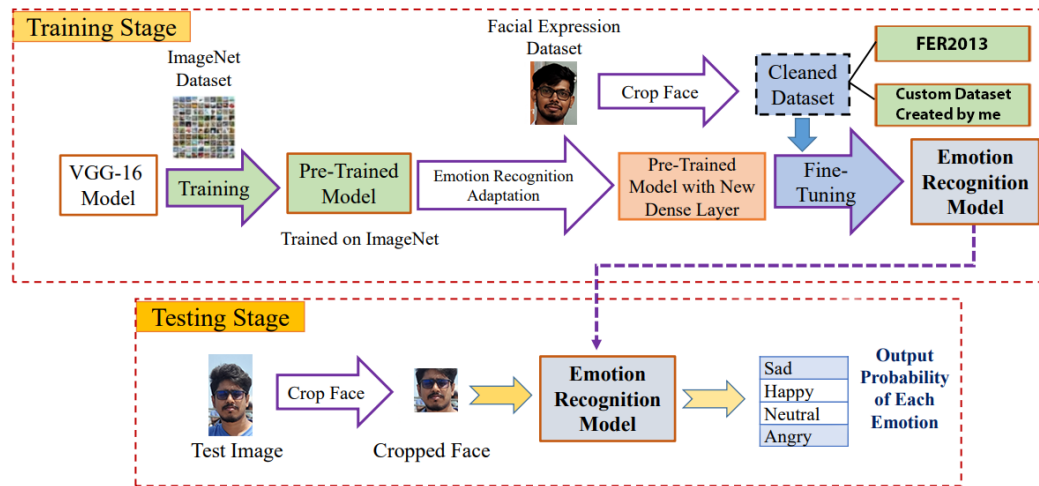 Training Stage
ImageNet
Dataset
Facial Expression
Dataset
Crop Face
Cleaned
Dataset
FER2013
Custom Dataset
Created by me
VGG-16
Model
Training
Pre-Trained
Model
Trained on ImageNet
Emotion Recognition
Adaptation
Pre-Trained
Model with New
Dense Layer
Fine-
Tuning
Emotion
Recognition
Model
Testing Stage
Test Image
Crop Face
Cropped Face
Emotion
Recognition
Model
Sad
Happy
Neutral
Angry
Output
Probability
of Each
Emotion